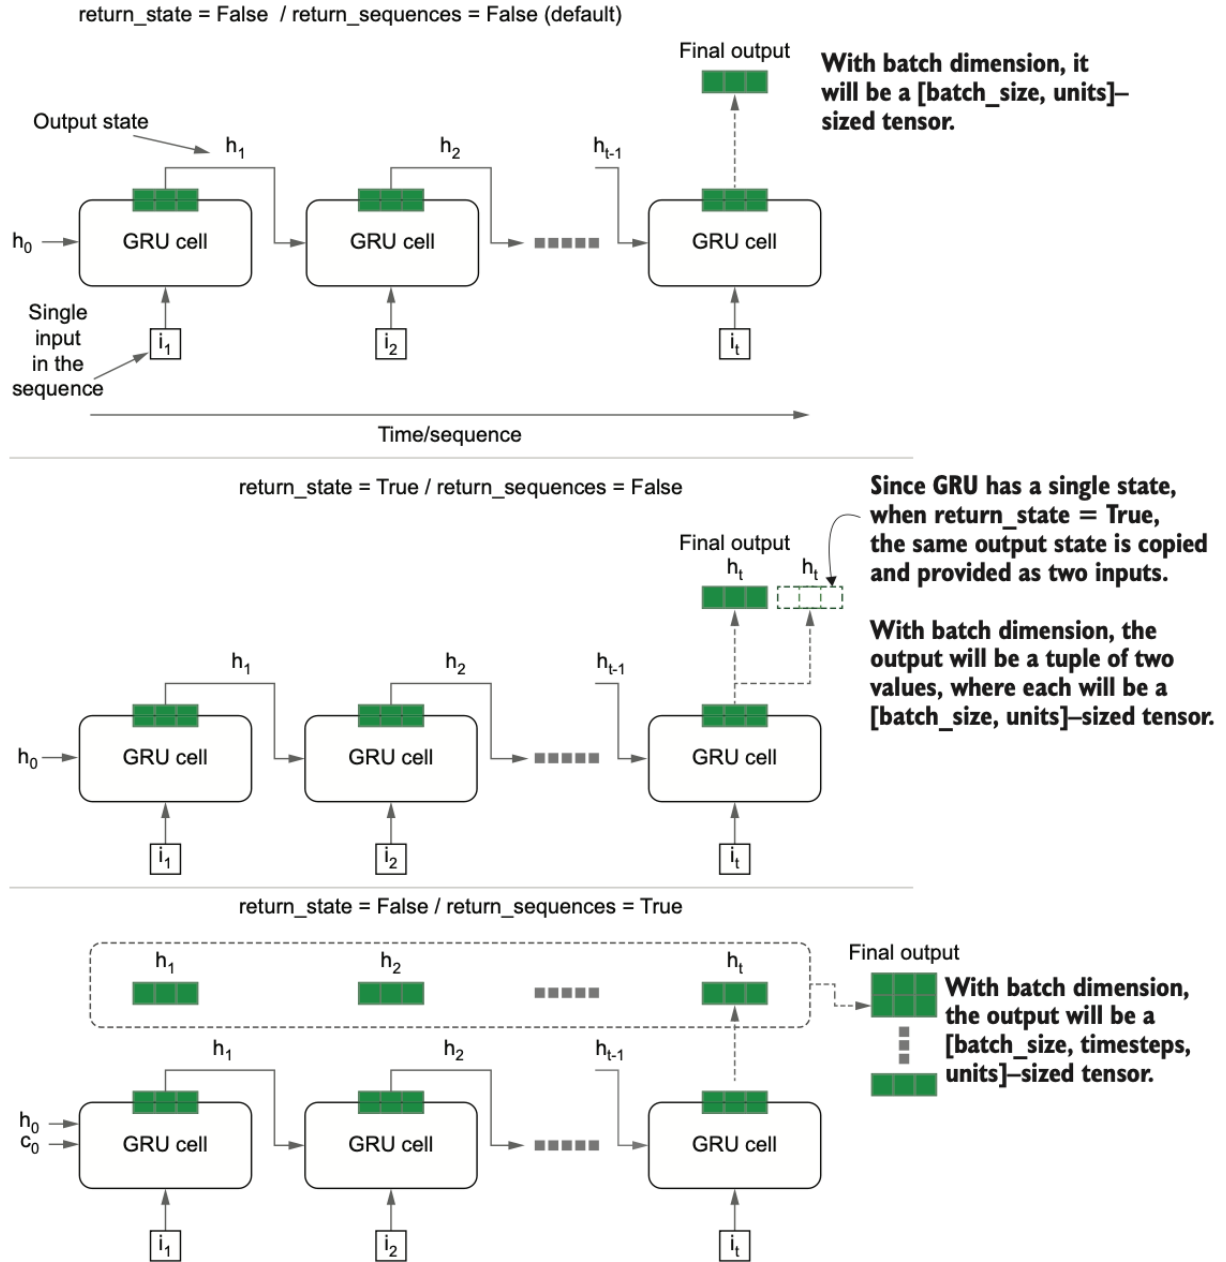 return_state = False / return_sequences = False (default)
Final output
With batch dimension, it
will be a [batch_size, units]–
sized tensor.
Output state
h1
h2
ht-1
h0
GRU cell
GRU cell
GRU cell
Single
input
in the
sequence
i1
i2
it
Time/sequence
return_state = True / return_sequences = False
Since GRU has a single state,
when return_state = True,
the same output state is copied
and provided as two inputs.
Final output
ht
ht
With batch dimension, the
output will be a tuple of two
values, where each will be a
[batch_size, units]–sized tensor.
h1
h2
ht-1
h0
GRU cell
GRU cell
GRU cell
i1
i2
it
return_state = False / return_sequences = True
h1
h2
ht
Final output
With batch dimension,
the output will be a
[batch_size, timesteps,
units]–sized tensor.
h1
h2
ht-1
h0
c0
GRU cell
GRU cell
GRU cell
i1
i2
it